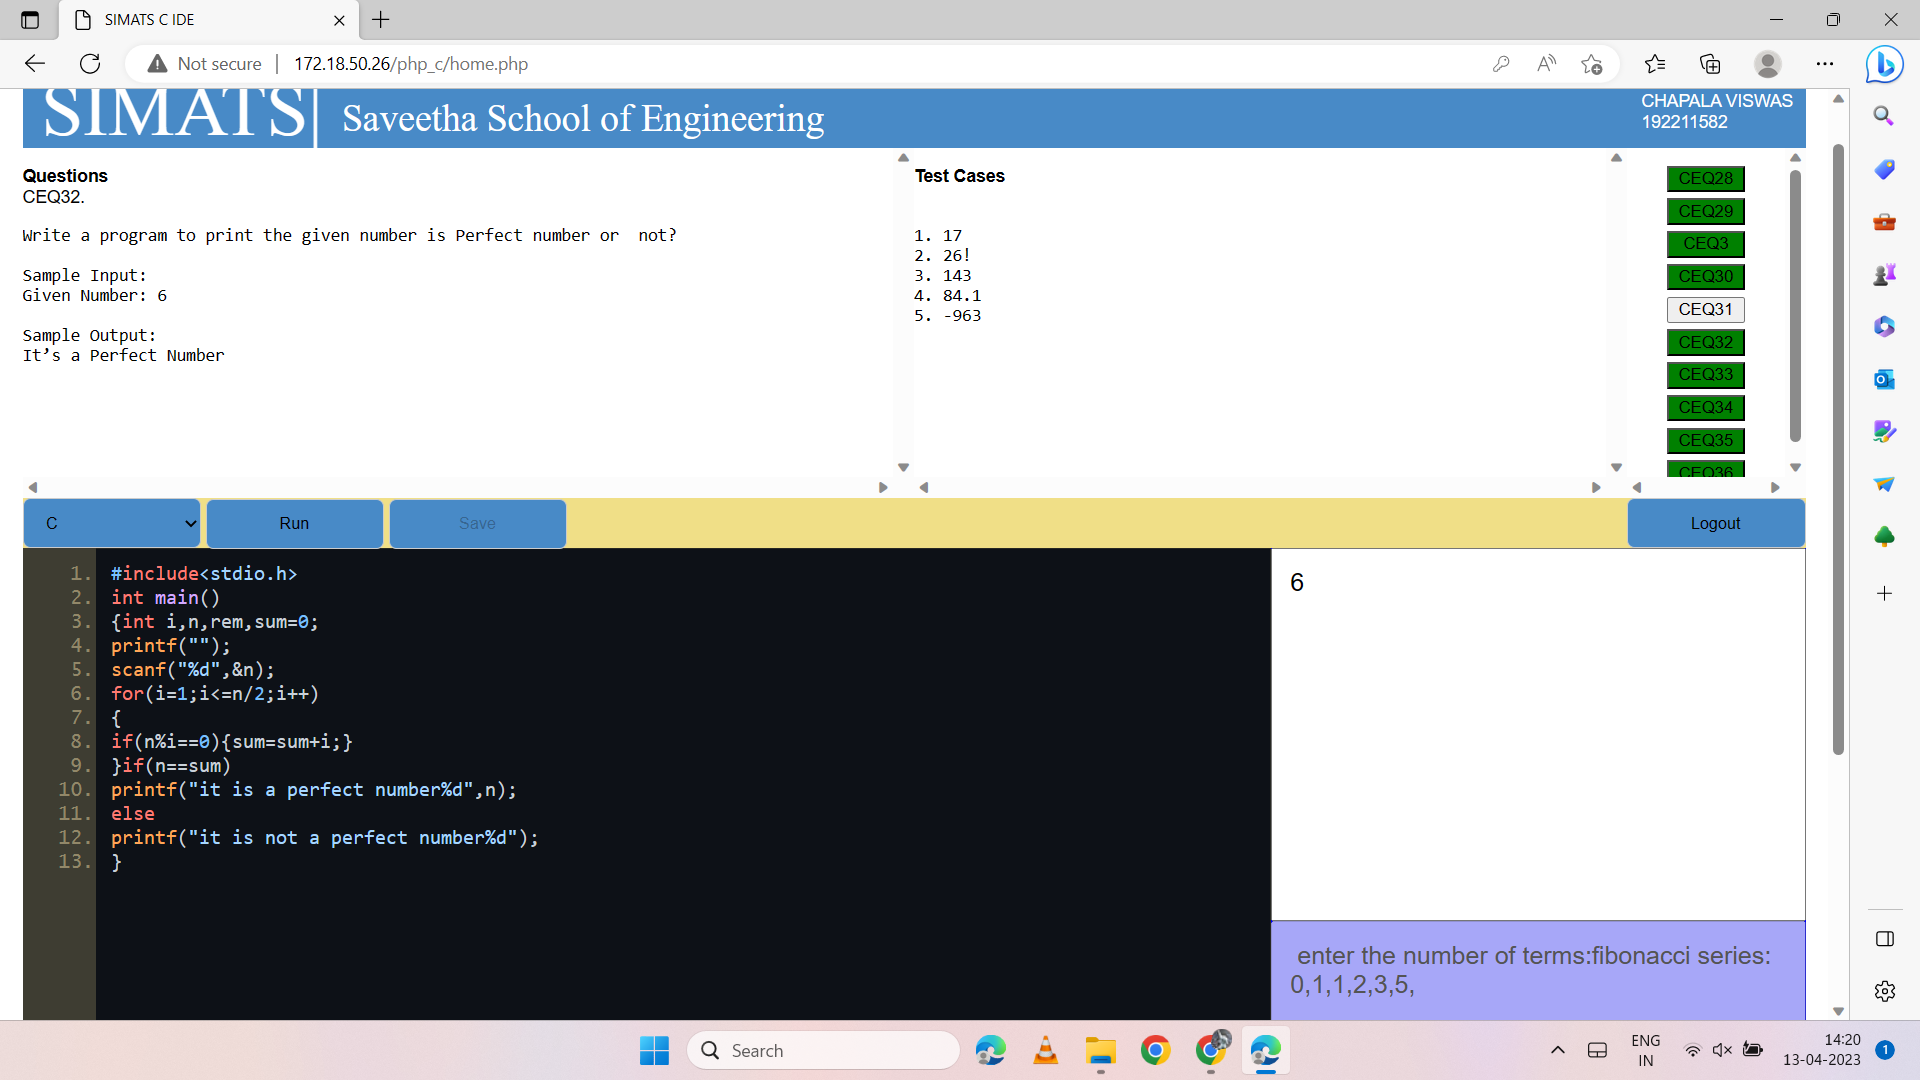 SIMATS C IDE
Not secure
172.18.50.26/php_c/home.php
SIMATS
Saveetha School of Engineering
CHAPALA VISWAS
192211582
Questions
CEQ32.
Write a program to print the given number is Perfect number or  not?
Sample Input:
Given Number: 6
Sample Output:
It’s a Perfect Number
Test Cases
1. 17
2. 26!
3. 143
4. 84.1
5. -963
CEQ28
CEQ29
CEQ3
CEQ30
CEQ31
CEQ32
CEQ33
CEQ34
CEQ35
CEQ36
C
Run
Save
Logout
1. #include<stdio.h>
2. int main()
3. {int i,n,rem,sum=0;
4. printf("");
5. scanf("%d",&n);
6. for(i=1;i<=n/2;i++)
7. {
8. if(n%i==0){sum=sum+i;}
9. }if(n==sum)
10. printf("it is a perfect number%d",n);
11. else
12. printf("it is not a perfect number%d");
13. }
6
enter the number of terms:fibonacci series:
0,1,1,2,3,5,
Search
ENG
IN
14:20
13-04-2023
1